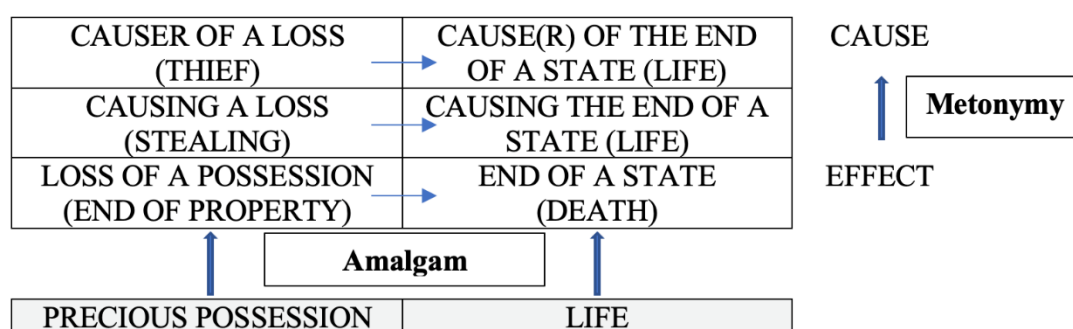 CAUSER OF A LOSS
(THIEF)
CAUSE(R) OF THE END
OF A STATE (LIFE)
CAUSE
CAUSING A LOSS
(STEALING)
CAUSING THE END OF A
STATE (LIFE)
Metonymy
LOSS OF A POSSESSION
(END OF PROPERTY)
END OF A STATE
(DEATH)
EFFECT
Amalgam
PRECIOUS POSSESSION
LIFE